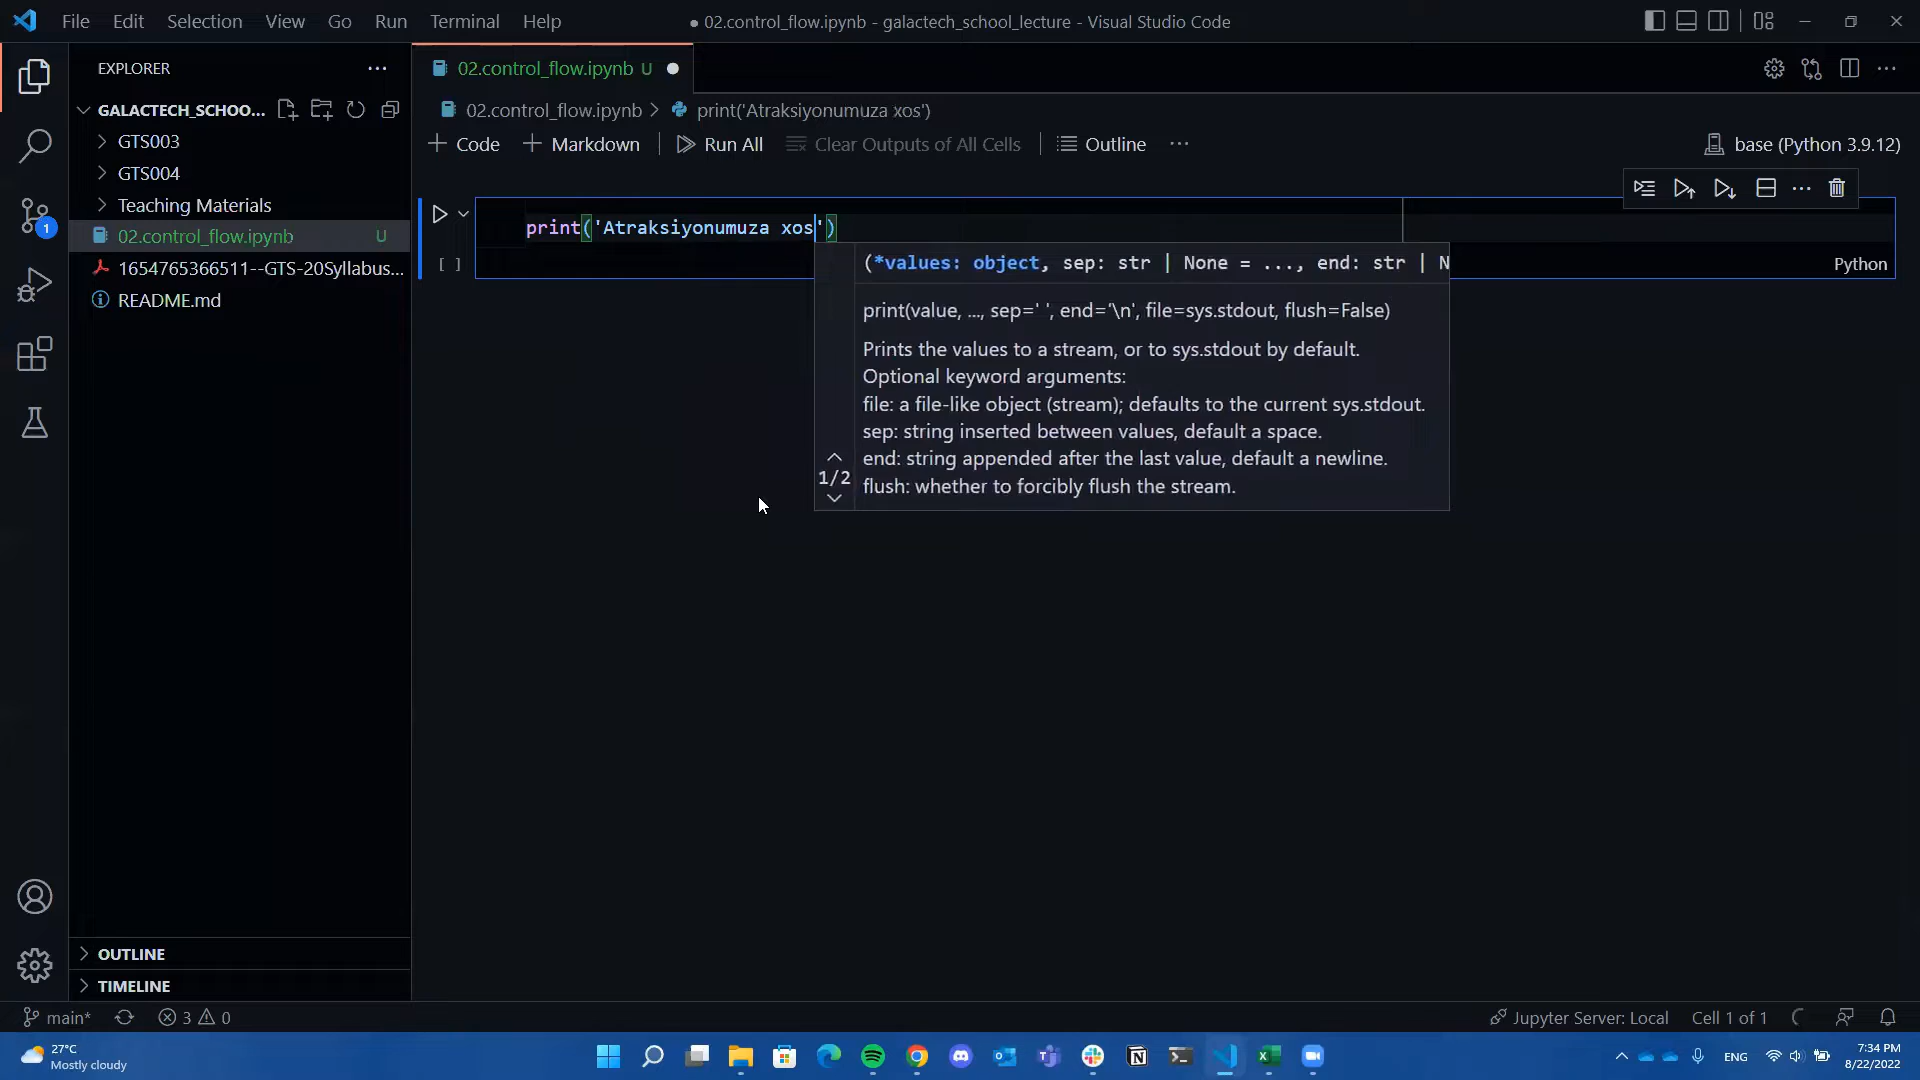 File Edit Selection View Go Run Terminal Help
● 02.control_flow.ipynb - galactech_school_lecture - Visual Studio Code
EXPLORER
02.control_flow.ipynb U
GALACTECH_SCHOO...
02.control_flow.ipynb > print('Atraksiyonumuza xos')
GTS003
Code Markdown Run All Clear Outputs of All Cells Outline
base (Python 3.9.12)
GTS004
Teaching Materials
02.control_flow.ipynb U
print('Atraksiyonumuza xos')
1654765366511--GTS-20Syllabus...
[ ]
(*values: object, sep: str | None = ..., end: str | N
Python
README.md
print(value, ..., sep=' ', end='\n', file=sys.stdout, flush=False)
Prints the values to a stream, or to sys.stdout by default.
Optional keyword arguments:
file: a file-like object (stream); defaults to the current sys.stdout.
sep: string inserted between values, default a space.
end: string appended after the last value, default a newline.
1/2
flush: whether to forcibly flush the stream.
1
OUTLINE
TIMELINE
main* 3 0
Jupyter Server: Local Cell 1 of 1
27°C
Mostly cloudy
ENG
7:34 PM
8/22/2022